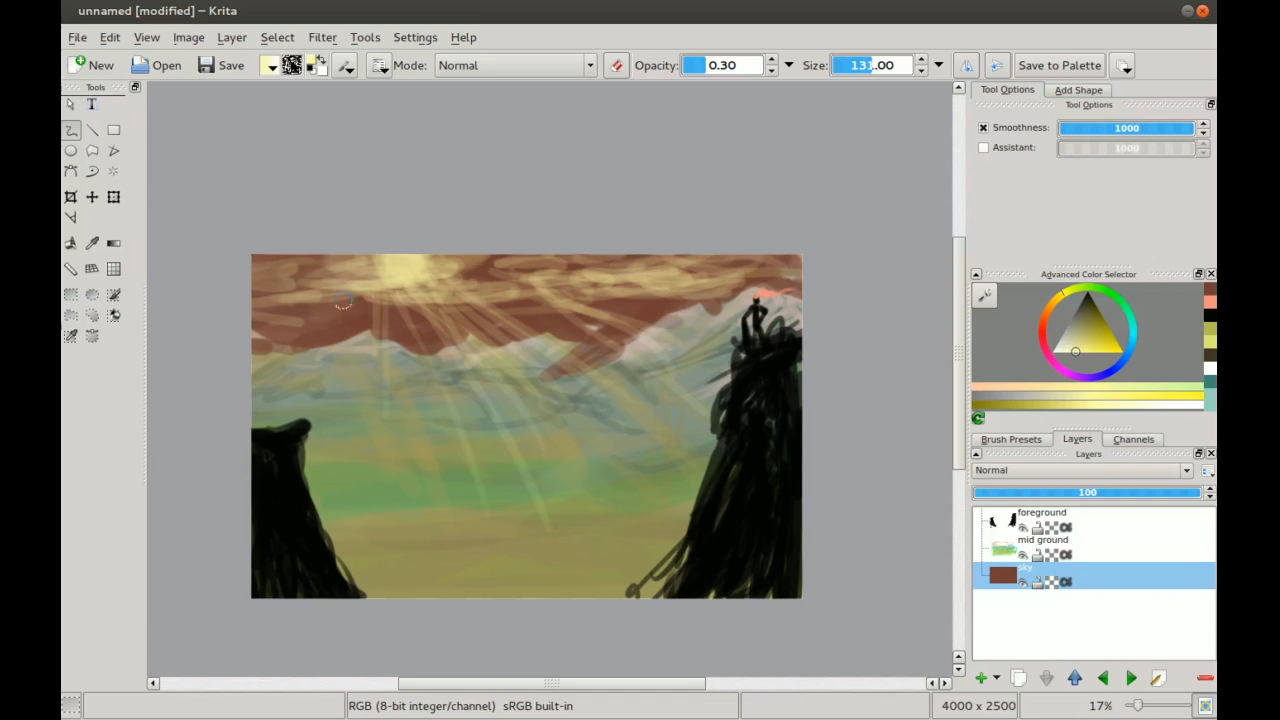 unnamed [modified] – Krita
File Edit View Image Layer Select Filter Tools Settings Help
New Open Save Mode: Normal Opacity: 0.30 Size: 131.00 Save to Palette
Tools
Tool Options Add Shape
Tool Options
Smoothness: 1000
Assistant: 1000
Advanced Color Selector
Brush Presets Layers Channels
Layers
Normal
100
foreground
mid ground
sky
RGB (8-bit integer/channel) sRGB built-in 4000 x 2500 17%